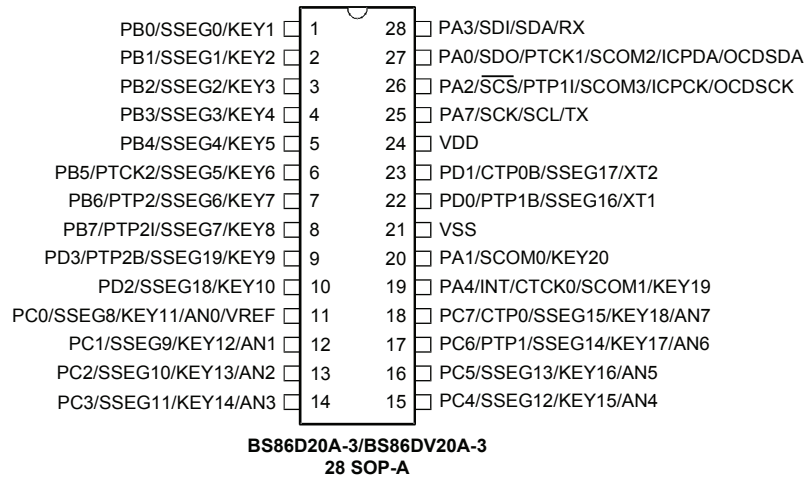 PB0/SSEG0/KEY1 1 28 PA3/SDI/SDA/RX
PB1/SSEG1/KEY2 2 27 PA0/SDO/PTCK1/SCOM2/ICPDA/OCDSDA
PB2/SSEG2/KEY3 3 26 PA2/SCS/PTP1I/SCOM3/ICPCK/OCDSCK
PB3/SSEG3/KEY4 4 25 PA7/SCK/SCL/TX
PB4/SSEG4/KEY5 5 24 VDD
PB5/PTCK2/SSEG5/KEY6 6 23 PD1/CTP0B/SSEG17/XT2
PB6/PTP2/SSEG6/KEY7 7 22 PD0/PTP1B/SSEG16/XT1
PB7/PTP2I/SSEG7/KEY8 8 21 VSS
PD3/PTP2B/SSEG19/KEY9 9 20 PA1/SCOM0/KEY20
PD2/SSEG18/KEY10 10 19 PA4/INT/CTCK0/SCOM1/KEY19
PC0/SSEG8/KEY11/AN0/VREF 11 18 PC7/CTP0/SSEG15/KEY18/AN7
PC1/SSEG9/KEY12/AN1 12 17 PC6/PTP1/SSEG14/KEY17/AN6
PC2/SSEG10/KEY13/AN2 13 16 PC5/SSEG13/KEY16/AN5
PC3/SSEG11/KEY14/AN3 14 15 PC4/SSEG12/KEY15/AN4
BS86D20A-3/BS86DV20A-3
28 SOP-A